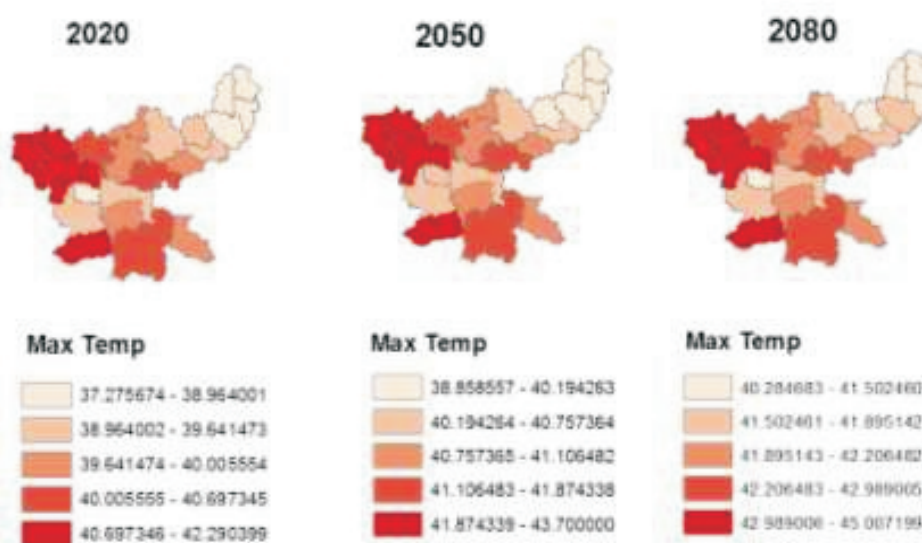 2020
2050
2080
Max Temp
37.275674 - 38.964001
38.964002 - 39.641473
39.641474 - 40.005554
40.005555 - 40.697345
40.697346 - 42.290399
Max Temp
38.858557 - 40.194263
40.194264 - 40.757364
40.757365 - 41.106482
41.106483 - 41.874338
41.874339 - 43.700000
Max Temp
40.284683 - 41.502460
41.502461 - 41.895142
41.895143 - 42.206482
42.206483 - 42.989005
42.989006 - 45.087199